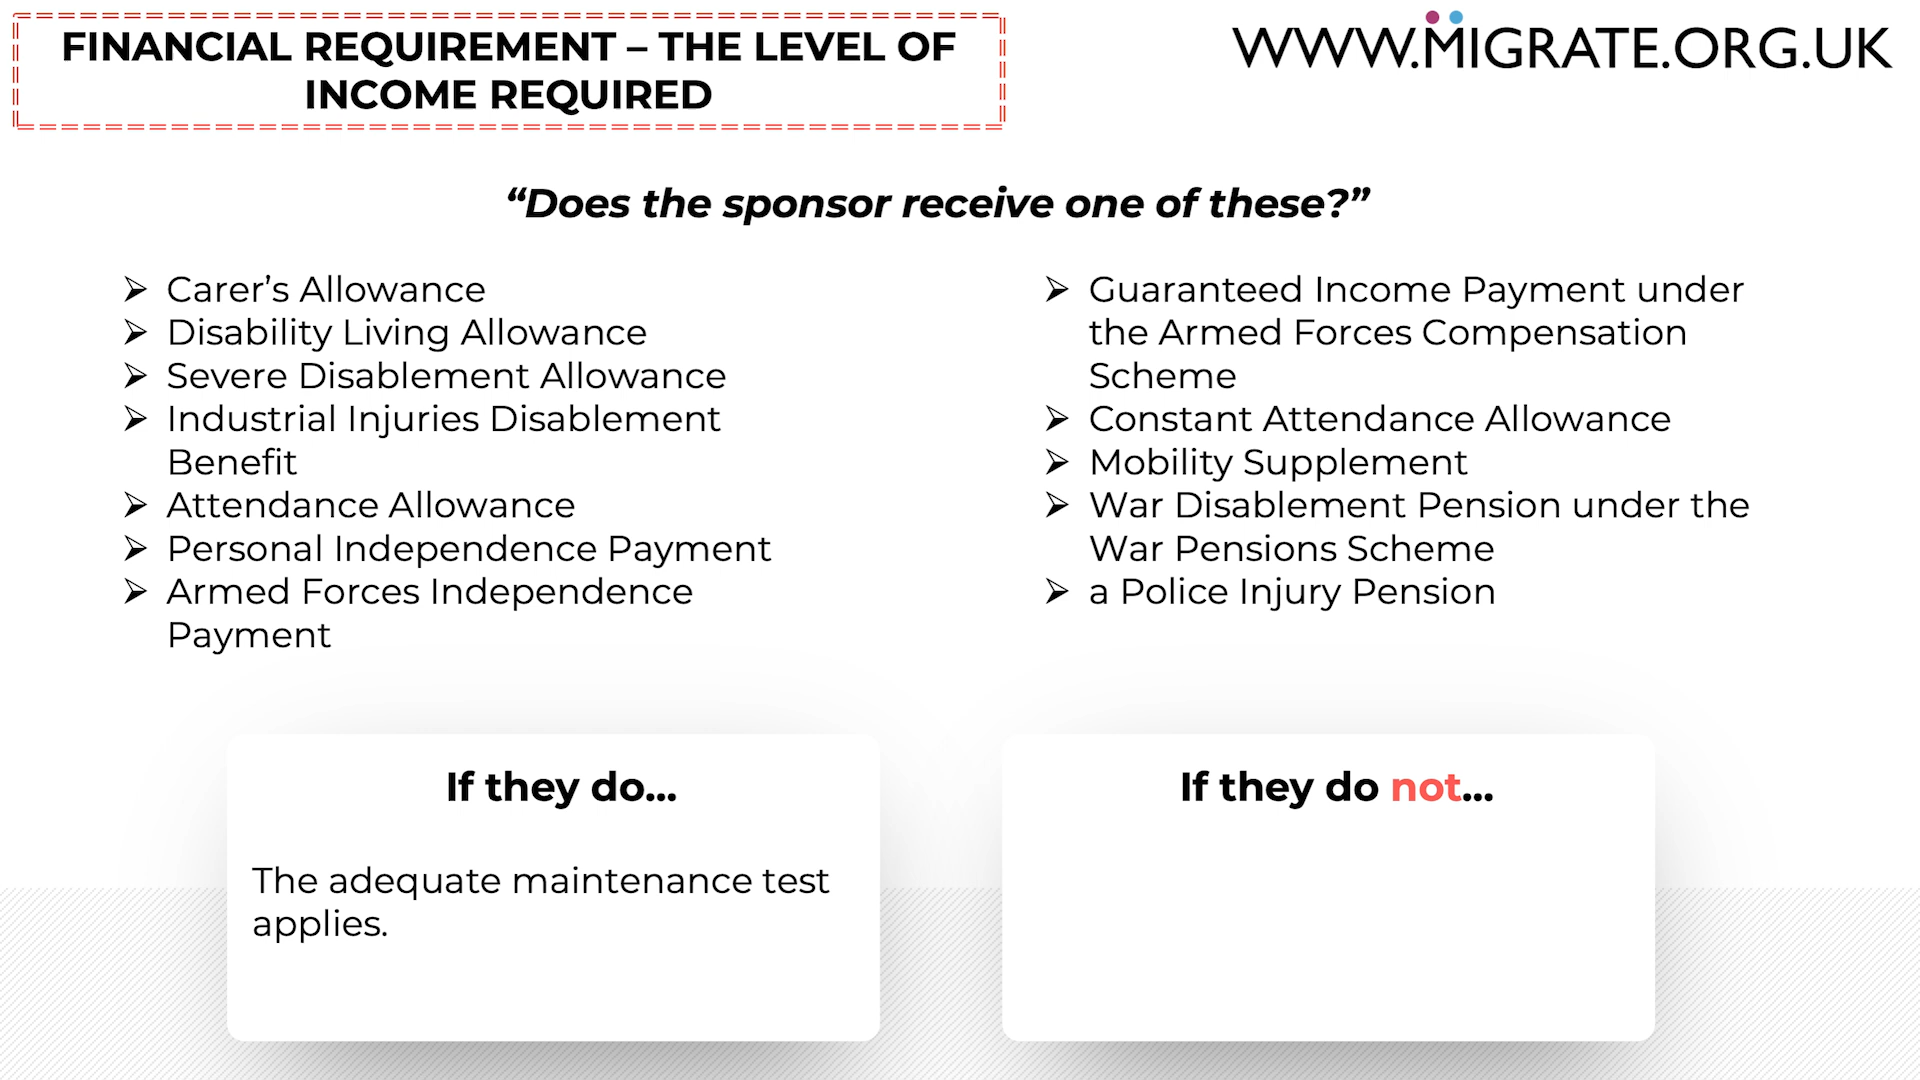 FINANCIAL REQUIREMENT – THE LEVEL OF
INCOME REQUIRED
WWW.MIGRATE.ORG.UK
“Does the sponsor receive one of these?”
➢ Carer’s Allowance
➢ Disability Living Allowance
➢ Severe Disablement Allowance
➢ Industrial Injuries Disablement
Benefit
➢ Attendance Allowance
➢ Personal Independence Payment
➢ Armed Forces Independence
Payment
➢ Guaranteed Income Payment under
the Armed Forces Compensation
Scheme
➢ Constant Attendance Allowance
➢ Mobility Supplement
➢ War Disablement Pension under the
War Pensions Scheme
➢ a Police Injury Pension
If they do...
The adequate maintenance test
applies.
If they do not...